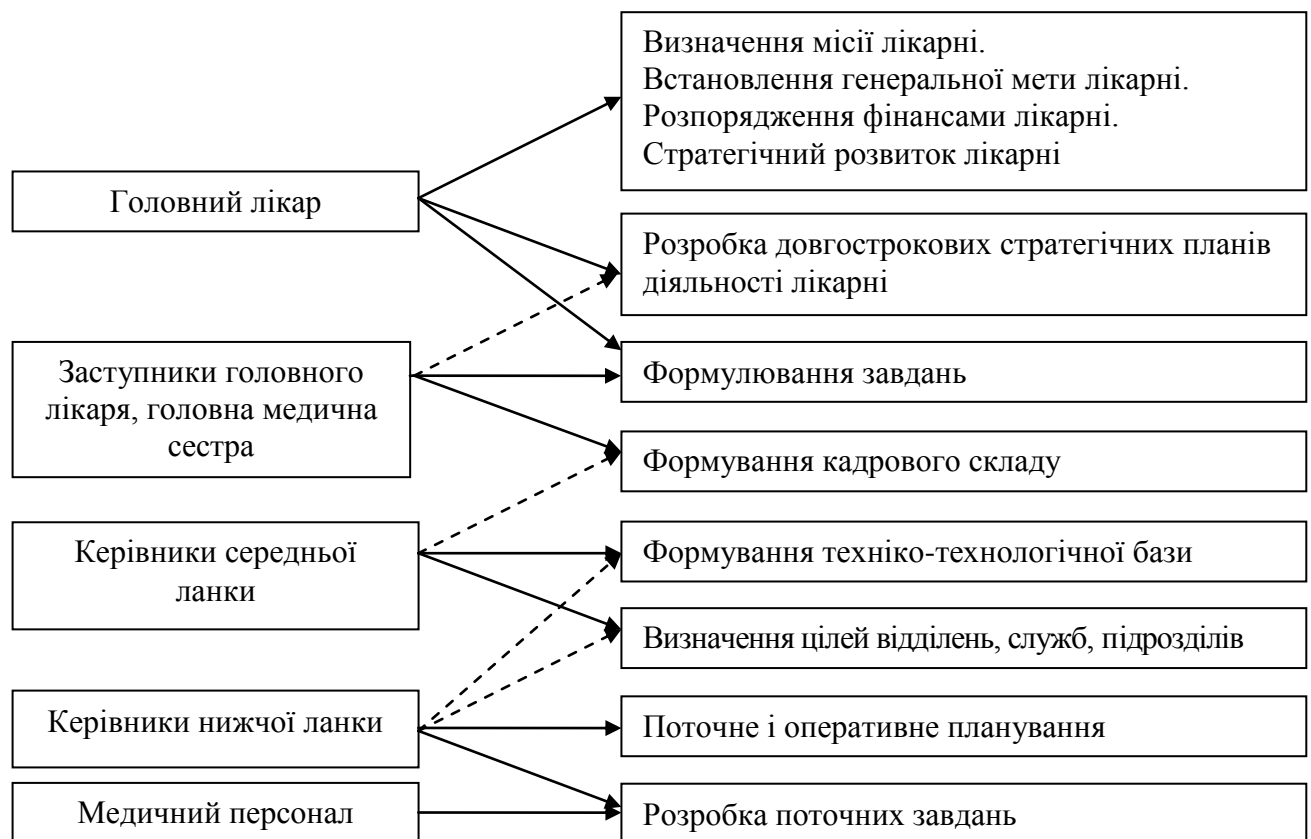 Визначення місії лікарні.
Встановлення генеральної мети лікарні.
Розпорядження фінансами лікарні.
Стратегічний розвиток лікарні
Головний лікар
Розробка довгострокових стратегічних планів
діяльності лікарні
Заступники головного
лікаря, головна медична
сестра
Формулювання завдань
Формування кадрового складу
Керівники середньої
ланки
Формування техніко-технологічної бази
Визначення цілей відділень, служб, підрозділів
Керівники нижчої ланки
Поточне і оперативне планування
Медичний персонал
Розробка поточних завдань